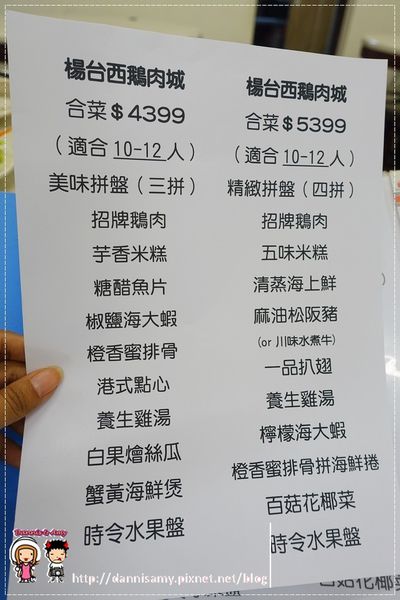 楊台西鵝肉城
合菜＄4399
（適合10-12人）
美味拼盤（三拼）
招牌鵝肉
芋香米糕
糖醋魚片
椒鹽海大蝦
橙香蜜排骨
港式點心
養生雞湯
白果燴絲瓜
蟹黃海鮮煲
時令水果盤
楊台西鵝肉城
合菜＄5399
（適合10-12人）
精緻拼盤（四拼）
招牌鵝肉
五味米糕
清蒸海上鮮
麻油松阪豬
(or 川味水煮牛)
一品扒翅
養生雞湯
檸檬海大蝦
橙香蜜排骨拼海鮮捲
百菇花椰菜
時令水果盤
百菇花椰菜
Dannis & Amy
http://dannisamy.pixnet.net/blog